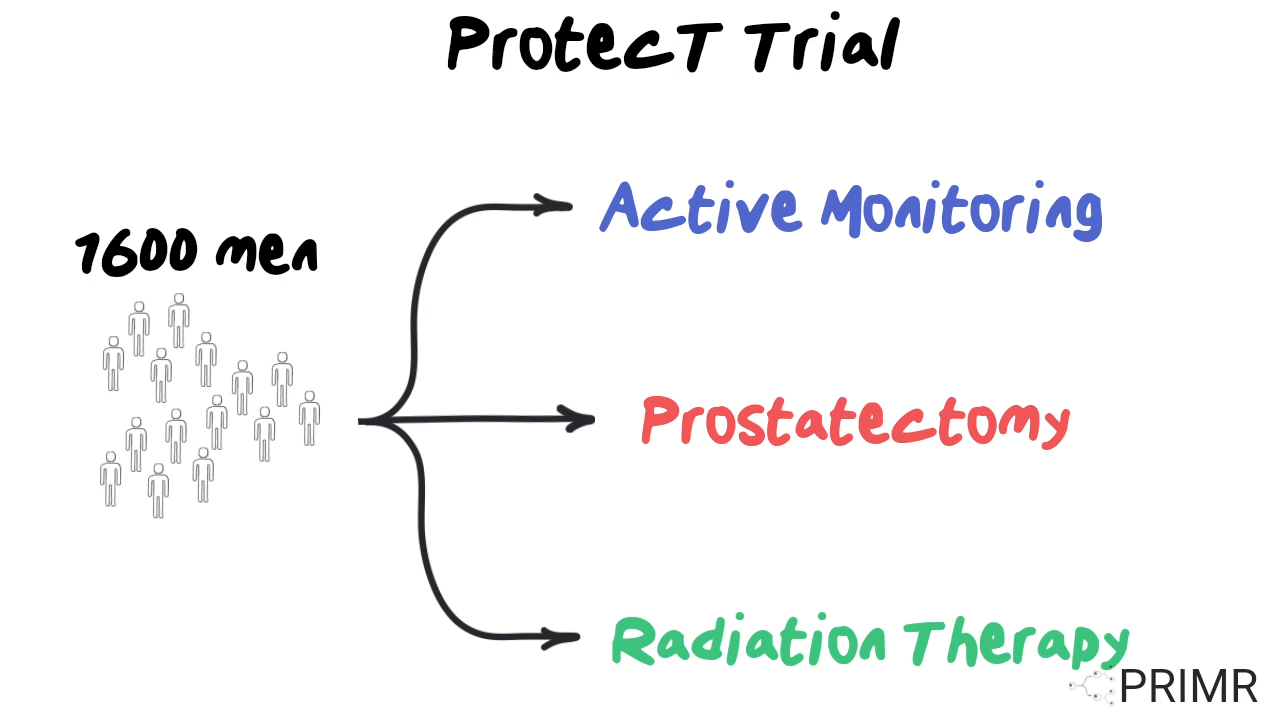 ProtecT Trial
1600 men
Active Monitoring
Prostatectomy
Radiation Therapy
PRIMR